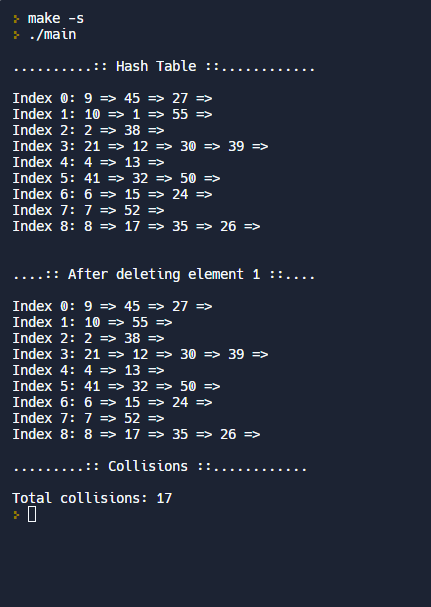 make -s
./main
..........:: Hash Table ::............
Index 0: 9 => 45 => 27 =>
Index 1: 10 => 1 => 55 =>
Index 2: 2 => 38 =>
Index 3: 21 => 12 => 30 => 39 =>
Index 4: 4 => 13 =>
Index 5: 41 => 32 => 50 =>
Index 6: 6 => 15 => 24 =>
Index 7: 7 => 52 =>
Index 8: 8 => 17 => 35 => 26 =>
....:: After deleting element 1 ::....
Index 0: 9 => 45 => 27 =>
Index 1: 10 => 55 =>
Index 2: 2 => 38 =>
Index 3: 21 => 12 => 30 => 39 =>
Index 4: 4 => 13 =>
Index 5: 41 => 32 => 50 =>
Index 6: 6 => 15 => 24 =>
Index 7: 7 => 52 =>
Index 8: 8 => 17 => 35 => 26 =>
.........:: Collisions ::............
Total collisions: 17